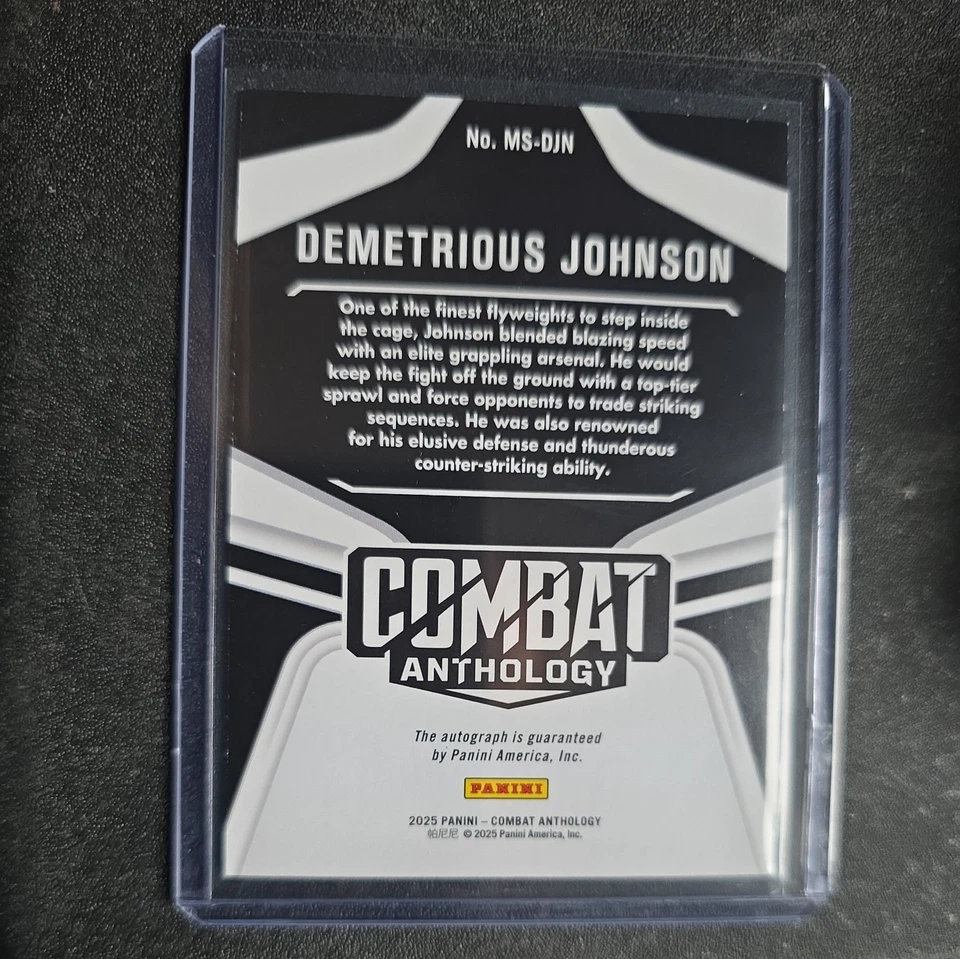 No. MS-DJN
DEMETRIOUS JOHNSON
One of the finest flyweights to step inside
the cage, Johnson blended blazing speed
with an elite grappling arsenal. He would
keep the fight off the ground with a top-tier
sprawl and force opponents to trade striking
sequences. He was also renowned
for his elusive defense and thunderous
counter-striking ability.
COMBAT
ANTHOLOGY
The autograph is guaranteed
by Panini America, Inc.
PANINI
2025 PANINI – COMBAT ANTHOLOGY
帕尼尼 © 2025 Panini America, Inc.